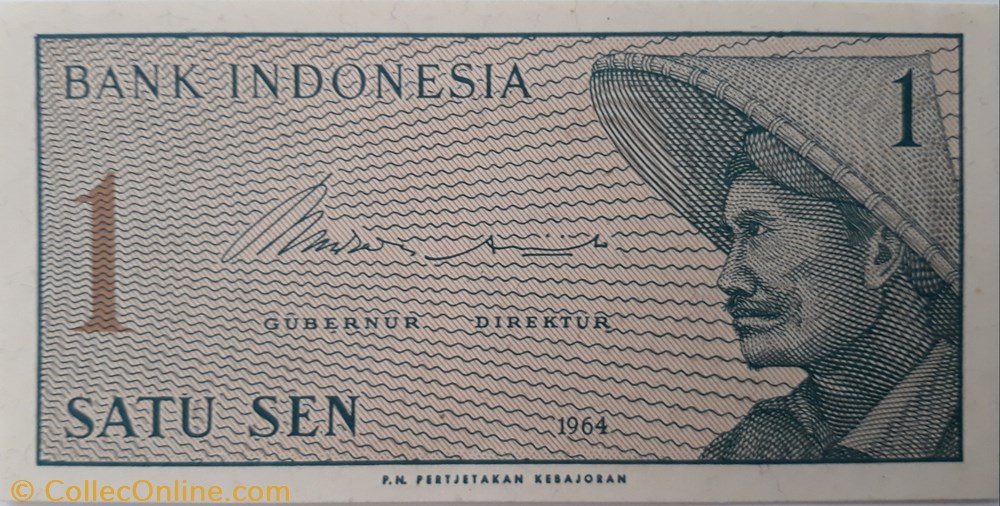 BANK INDONESIA
1
1
GUBERNUR DIREKTUR
SATU SEN
1964
P.N. PERTJETAKAN KEBAJORAN
© CollecOnline.com